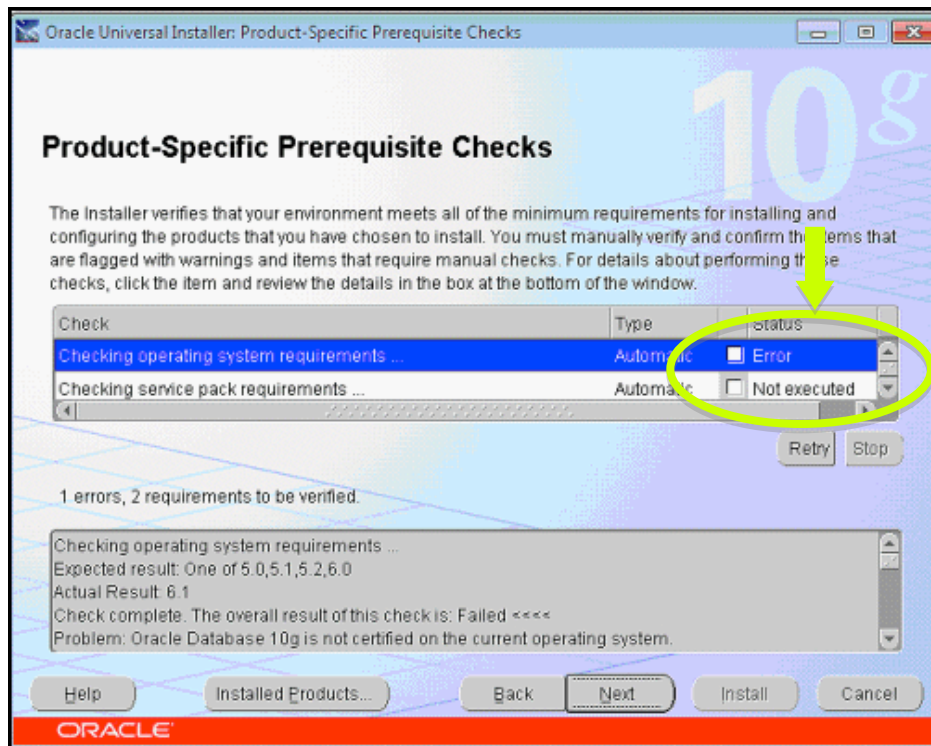 Oracle Universal Installer: Product-Specific Prerequisite Checks
10g
Product-Specific Prerequisite Checks
The Installer verifies that your environment meets all of the minimum requirements for installing and
configuring the products that you have chosen to install. You must manually verify and confirm the items that
are flagged with warnings and items that require manual checks. For details about performing these
checks, click the item and review the details in the box at the bottom of the window.
Check Type Status
Checking operating system requirements ... Automatic Error
Checking service pack requirements ... Automatic Not executed
Retry Stop
1 errors, 2 requirements to be verified.
Checking operating system requirements ...
Expected result: One of 5.0,5.1,5.2,6.0
Actual Result: 6.1
Check complete. The overall result of this check is: Failed <<<<
Problem: Oracle Database 10g is not certified on the current operating system.
Help Installed Products... Back Next Install Cancel
ORACLE